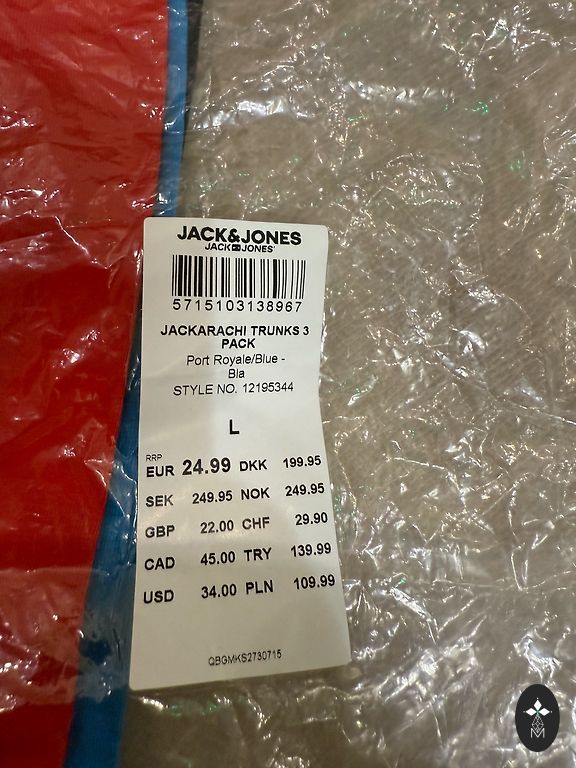 JACK&JONES
JACK JONES
5715103138967
JACKARACHI TRUNKS 3
PACK
Port Royale/Blue -
Bla
STYLE NO. 12195344
L
RRP
EUR 24.99 DKK 199.95
SEK 249.95 NOK 249.95
GBP 22.00 CHF 29.90
CAD 45.00 TRY 139.99
USD 34.00 PLN 109.99
QBGMKS2730715
M